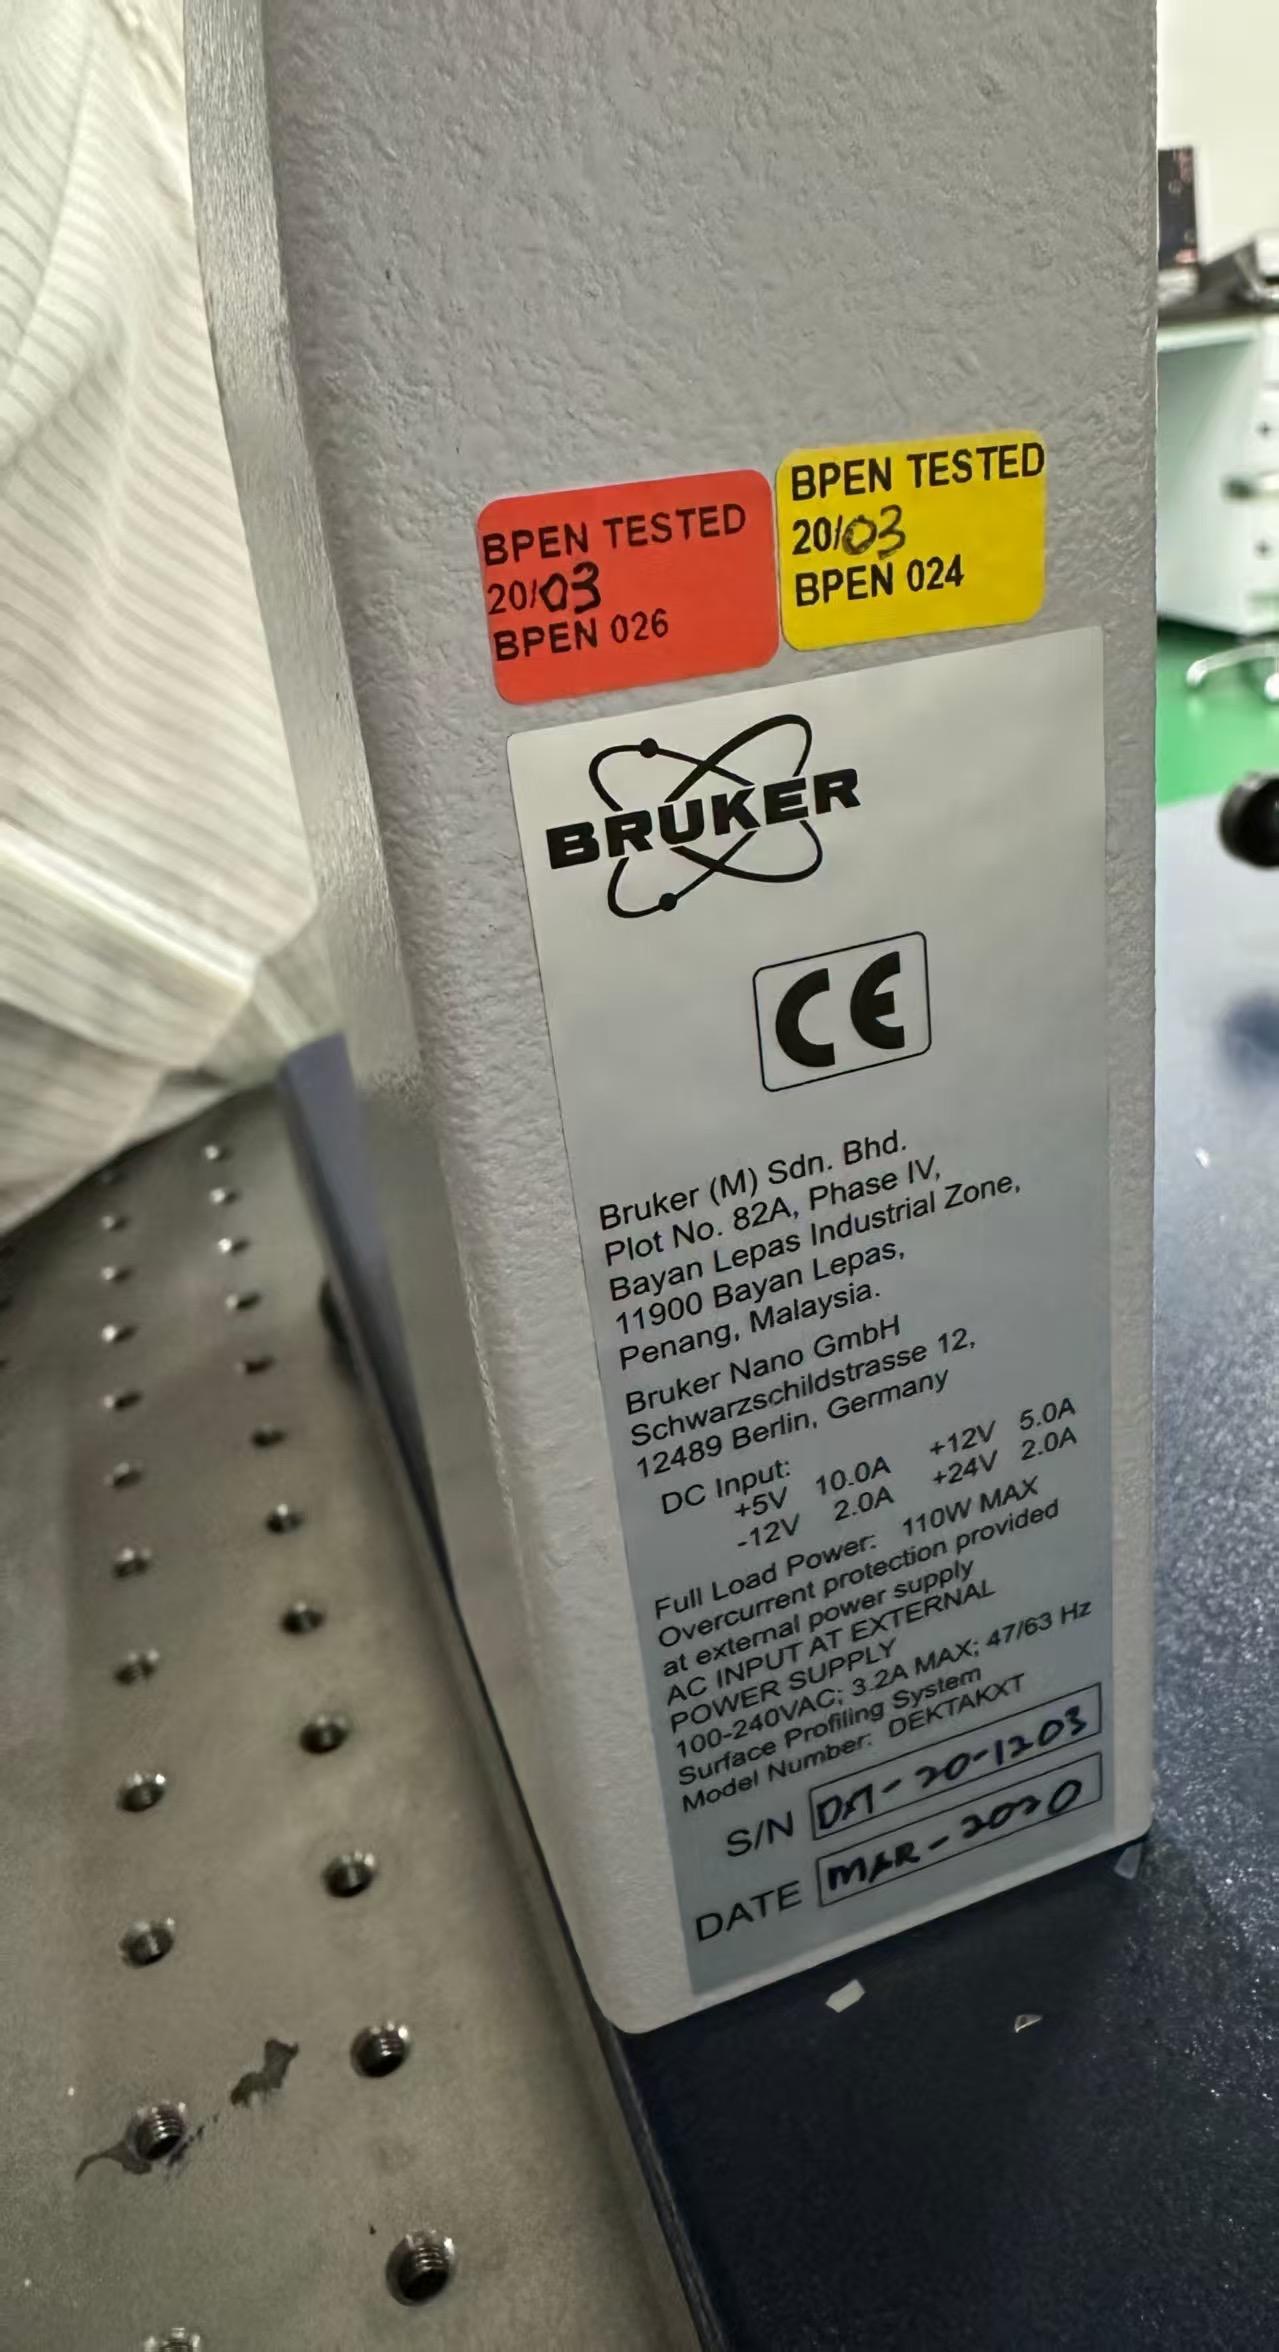 BPEN TESTED
20/03
BPEN 026
BPEN TESTED
20/03
BPEN 024
BRUKER
CE
Bruker (M) Sdn. Bhd.
Plot No. 82A, Phase IV,
Bayan Lepas Industrial Zone,
11900 Bayan Lepas,
Penang, Malaysia.
Bruker Nano GmbH
Schwarzschildstrasse 12,
12489 Berlin, Germany
DC Input:
+5V 10.0A +12V 5.0A
-12V 2.0A +24V 2.0A
Full Load Power: 110W MAX
Overcurrent protection provided
at external power supply
AC INPUT AT EXTERNAL
POWER SUPPLY
100-240VAC; 3.2A MAX; 47/63 Hz
Surface Profiling System
Model Number: DEKTAKXT
S/N DXT-20-1203
DATE MAR-2020